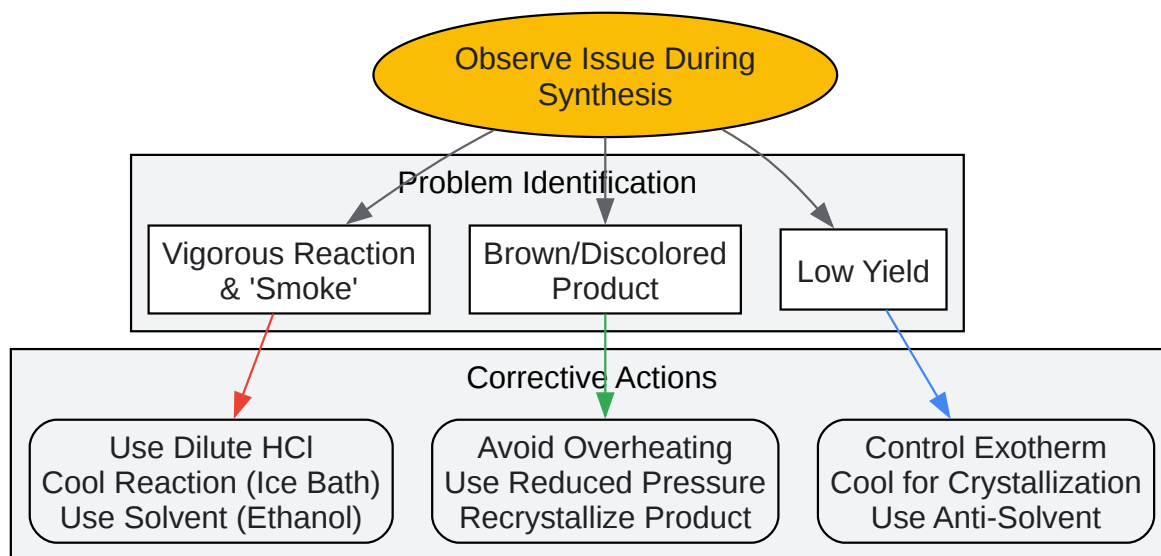 Observe Issue During
Synthesis
Problem Identification
Vigorous Reaction
& 'Smoke'
Brown/Discolored
Product
Low Yield
Corrective Actions
Use Dilute HCl
Cool Reaction (Ice Bath)
Use Solvent (Ethanol)
Avoid Overheating
Use Reduced Pressure
Recrystallize Product
Control Exotherm
Cool for Crystallization
Use Anti-Solvent